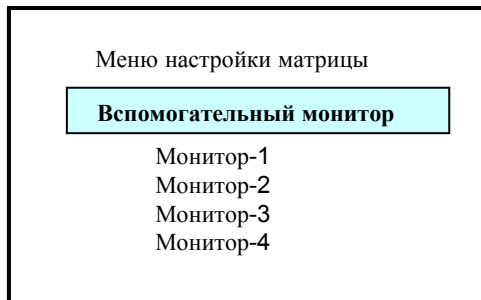 Меню настройки матрицы
Вспомогательный монитор
Монитор-1
Монитор-2
Монитор-3
Монитор-4